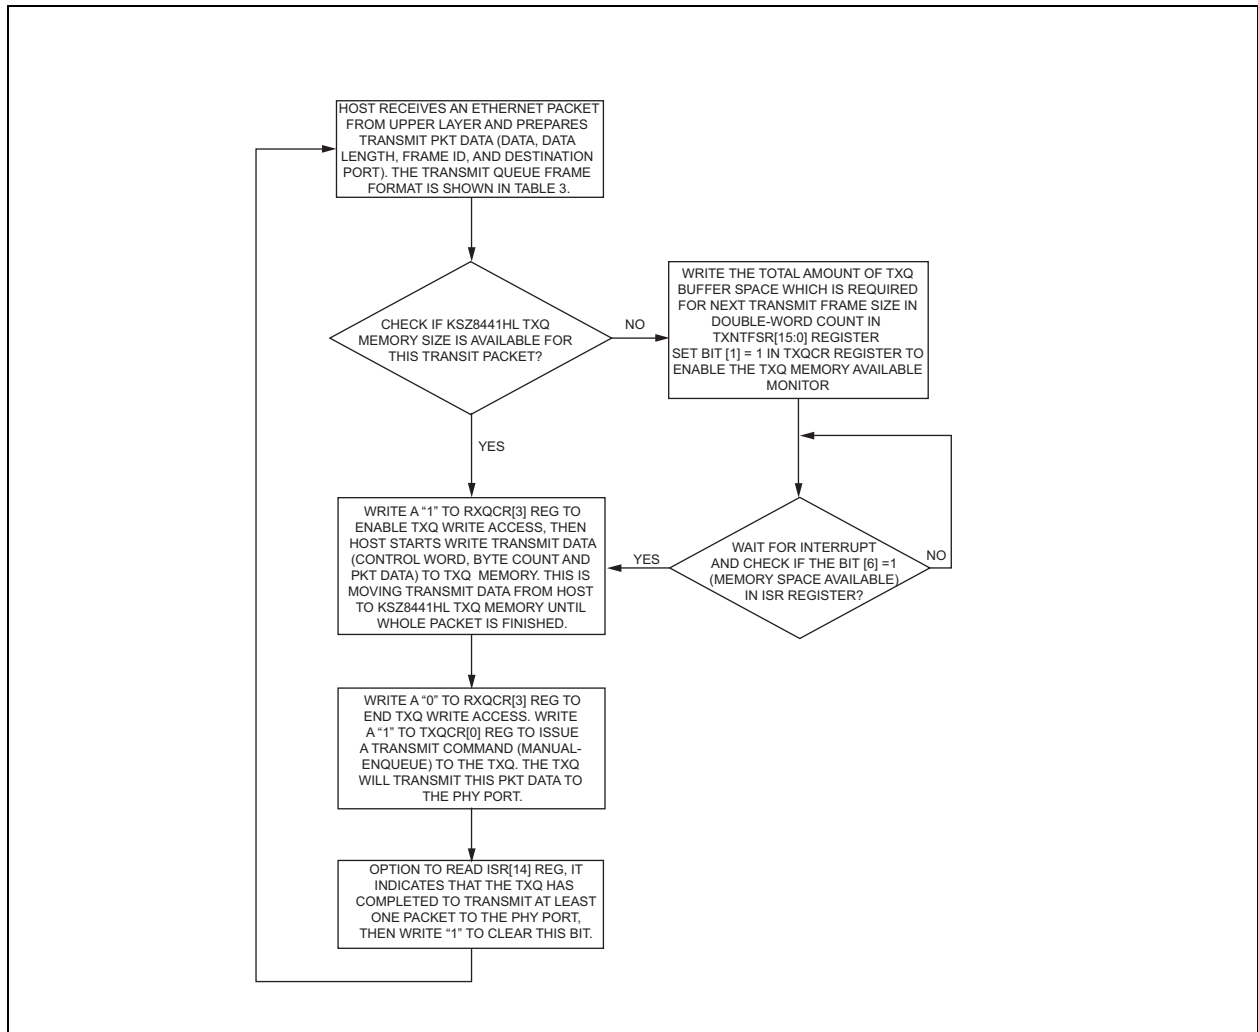 HOST RECEIVES AN ETHERNET PACKET
FROM UPPER LAYER AND PREPARES
TRANSMIT PKT DATA (DATA, DATA
LENGTH, FRAME ID, AND DESTINATION
PORT). THE TRANSMIT QUEUE FRAME
FORMAT IS SHOWN IN TABLE 3.
CHECK IF KSZ8441HL TXQ
MEMORY SIZE IS AVAILABLE FOR
THIS TRANSIT PACKET?
NO
WRITE THE TOTAL AMOUNT OF TXQ
BUFFER SPACE WHICH IS REQUIRED
FOR NEXT TRANSMIT FRAME SIZE IN
DOUBLE-WORD COUNT IN
TXNTFSR[15:0] REGISTER
SET BIT [1] = 1 IN TXQCR REGISTER TO
ENABLE THE TXQ MEMORY AVAILABLE
MONITOR
YES
WAIT FOR INTERRUPT
AND CHECK IF THE BIT [6] =1
(MEMORY SPACE AVAILABLE)
IN ISR REGISTER?
NO
YES
WRITE A “1” TO RXQCR[3] REG TO
ENABLE TXQ WRITE ACCESS, THEN
HOST STARTS WRITE TRANSMIT DATA
(CONTROL WORD, BYTE COUNT AND
PKT DATA) TO TXQ MEMORY. THIS IS
MOVING TRANSMIT DATA FROM HOST
TO KSZ8441HL TXQ MEMORY UNTIL
WHOLE PACKET IS FINISHED.
WRITE A “0” TO RXQCR[3] REG TO
END TXQ WRITE ACCESS. WRITE
A “1” TO TXQCR[0] REG TO ISSUE
A TRANSMIT COMMAND (MANUAL-
ENQUEUE) TO THE TXQ. THE TXQ
WILL TRANSMIT THIS PKT DATA TO
THE PHY PORT.
OPTION TO READ ISR[14] REG, IT
INDICATES THAT THE TXQ HAS
COMPLETED TO TRANSMIT AT LEAST
ONE PACKET TO THE PHY PORT,
THEN WRITE “1” TO CLEAR THIS BIT.